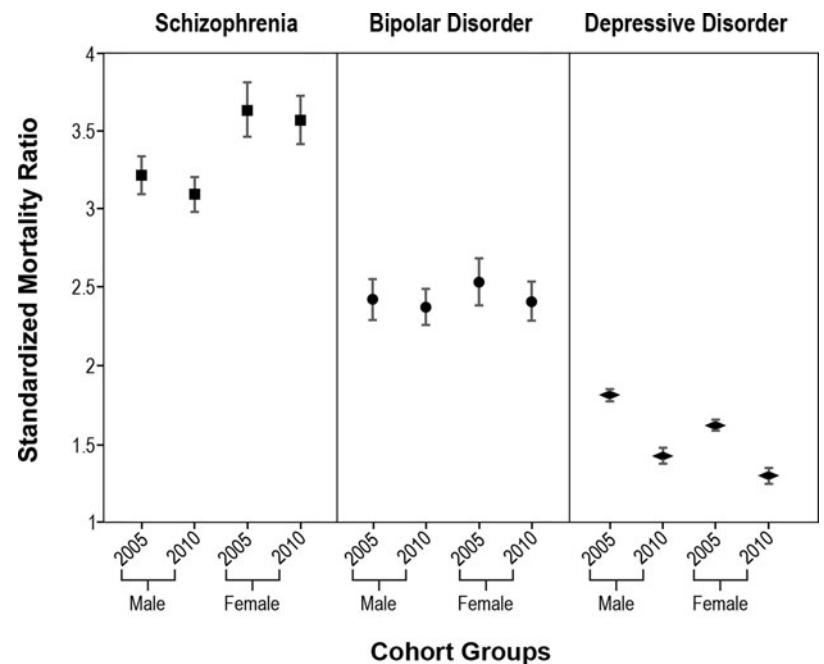 Schizophrenia Bipolar Disorder Depressive Disorder
Standardized Mortality Ratio
4
3.5
3
2.5
2
1.5
1
2005 2010 2005 2010 2005 2010 2005 2010 2005 2010 2005 2010
Male Female Male Female Male Female
Cohort Groups